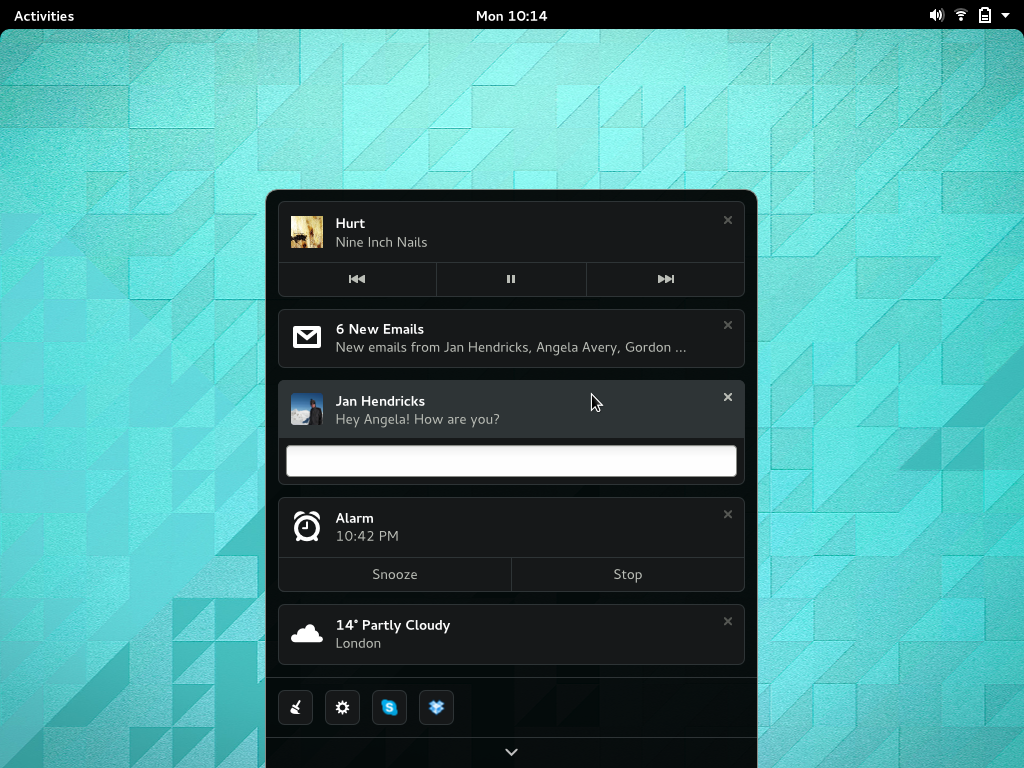 Activities
Mon 10:14
Hurt
Nine Inch Nails
6 New Emails
New emails from Jan Hendricks, Angela Avery, Gordon ...
Jan Hendricks
Hey Angela! How are you?
Alarm
10:42 PM
Snooze
Stop
14° Partly Cloudy
London